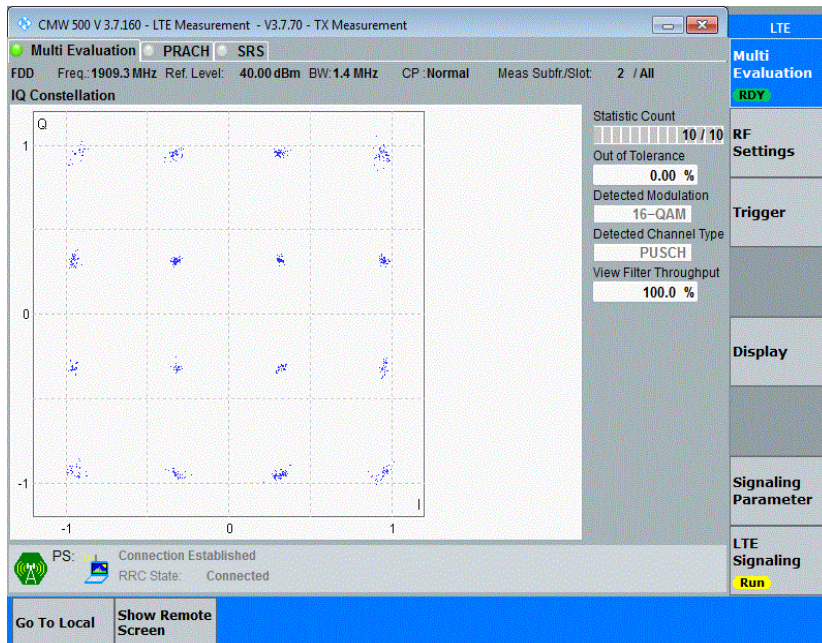 CMW 500 V 3.7.160 - LTE Measurement - V3.7.70 - TX Measurement
LTE
Multi Evaluation PRACH SRS
FDD Freq.: 1909.3 MHz Ref. Level: 40.00 dBm BW: 1.4 MHz CP : Normal Meas Subfr./Slot: 2 / All
IQ Constellation
Q
1
0
-1
I
-1 0 1
Statistic Count
10 / 10
Out of Tolerance
0.00 %
Detected Modulation
16-QAM
Detected Channel Type
PUSCH
View Filter Throughput
100.0 %
Multi
Evaluation
RDY
RF
Settings
Trigger
Display
Signaling
Parameter
LTE
Signaling
Run
PS: Connection Established
RRC State: Connected
Go To Local
Show Remote
Screen